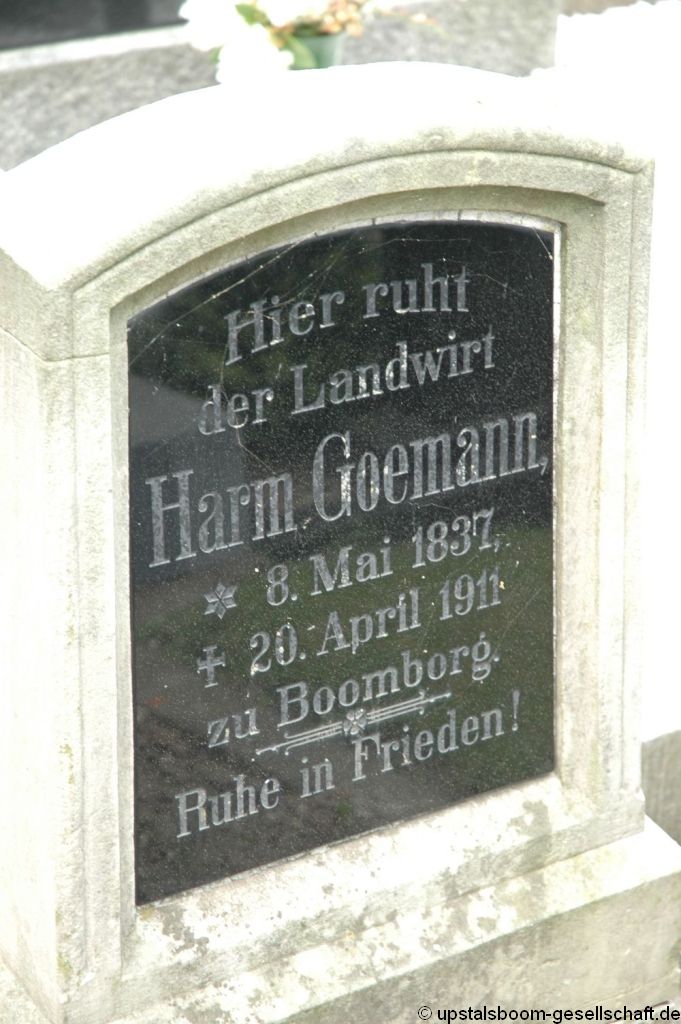 Hier ruht
der Landwirt
Harm Goemann,
* 8. Mai 1837,
† 20. April 1911
zu Boomborg.
Ruhe in Frieden!
© upstalsboom-gesellschaft.de